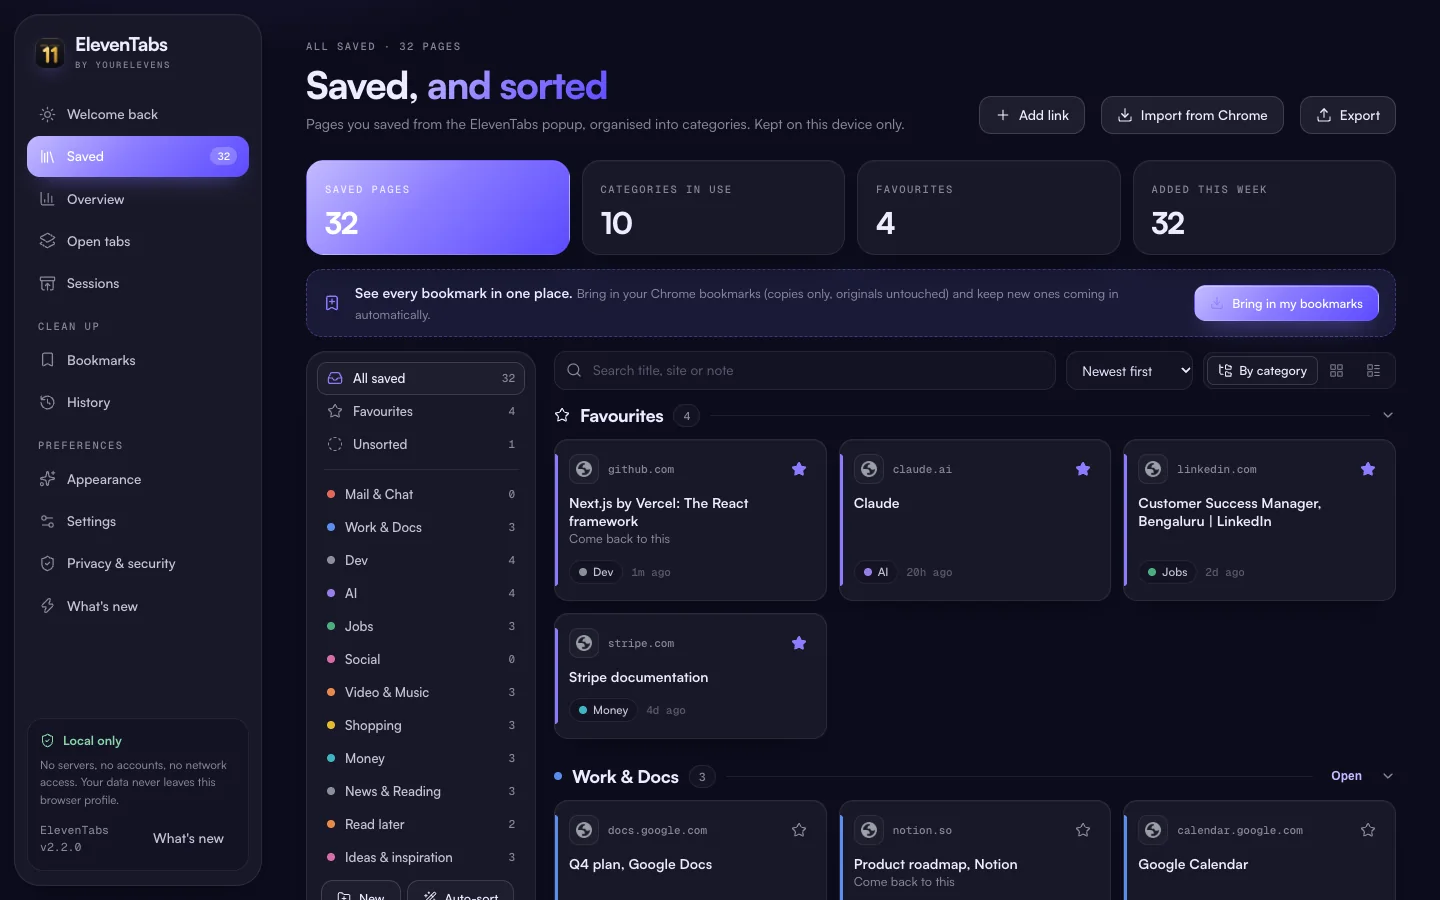 11
ElevenTabs
BY YOURELEVENS
Welcome back
Saved 32
Overview
Open tabs
Sessions
CLEAN UP
Bookmarks
History
PREFERENCES
Appearance
Settings
Privacy & security
What's new
Local only
No servers, no accounts, no network
access. Your data never leaves this
browser profile.
ElevenTabs
v2.2.0
What's new
ALL SAVED · 32 PAGES
Saved, and sorted
Pages you saved from the ElevenTabs popup, organised into categories. Kept on this device only.
Add link
Import from Chrome
Export
SAVED PAGES
32
CATEGORIES IN USE
10
FAVOURITES
4
ADDED THIS WEEK
32
See every bookmark in one place. Bring in your Chrome bookmarks (copies only, originals untouched) and keep new ones coming in
automatically.
Bring in my bookmarks
All saved 32
Favourites 4
Unsorted 1
Mail & Chat 0
Work & Docs 3
Dev 4
AI 4
Jobs 3
Social 0
Video & Music 3
Shopping 3
Money 3
News & Reading 3
Read later 2
Ideas & inspiration 3
New
Auto-sort
Search title, site or note
Newest first
By category
Favourites 4
github.com
Next.js by Vercel: The React
framework
Come back to this
Dev 1m ago
claude.ai
Claude
AI 20h ago
linkedin.com
Customer Success Manager,
Bengaluru | LinkedIn
Jobs 2d ago
stripe.com
Stripe documentation
Money 4d ago
Work & Docs 3
Open
docs.google.com
Q4 plan, Google Docs
notion.so
Product roadmap, Notion
Come back to this
calendar.google.com
Google Calendar